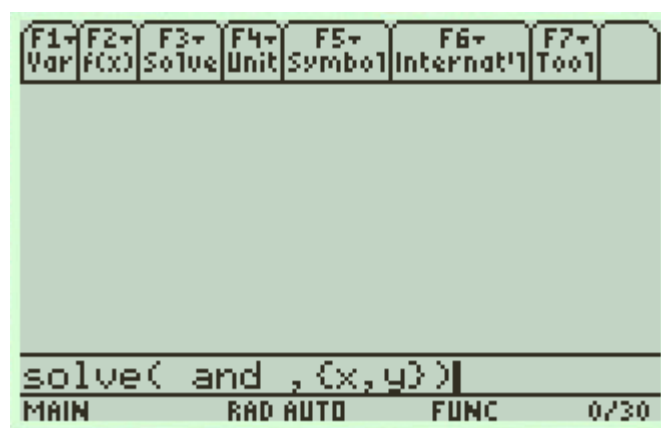 F1 F2 F3 F4 F5 F6 F7
Var f(x) Solve Unit Symbol Internat'l Tool
solve( and ,{x,y})
MAIN RAD AUTO FUNC 0/30